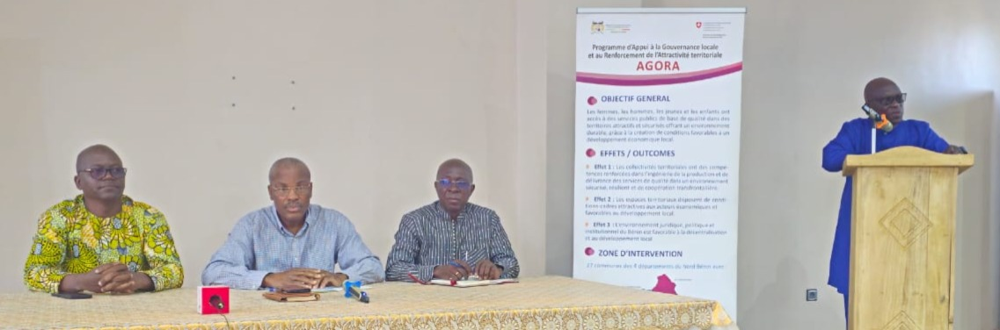 Programme d'Appui à la Gouvernance locale
et au Renforcement de l'Attractivité territoriale
AGORA
OBJECTIF GENERAL
Les femmes, les hommes, les jeunes et les enfants ont
accès à des services publics de base de qualité dans des
territoires attractifs et sécurisés offrant un environnement
durable, grâce à la création de conditions favorables à un
développement économique local.
EFFETS / OUTCOMES
Effet 1 : Les collectivités territoriales ont des compé-
tences renforcées dans l'ingénierie de la production et de
délivrance des services de qualité dans un environnement
sécurisé, résilient et de coopération transfrontalière.
Effet 2 : Les espaces territoriaux disposent de condi-
tions-cadres attractives aux acteurs économiques et
favorables au développement local.
Effet 3 : L'environnement juridique, politique et
institutionnel du Bénin est favorable à la décentralisation
et au développement local
ZONE D'INTERVENTION
27 communes des 4 départements du Nord Bénin avec